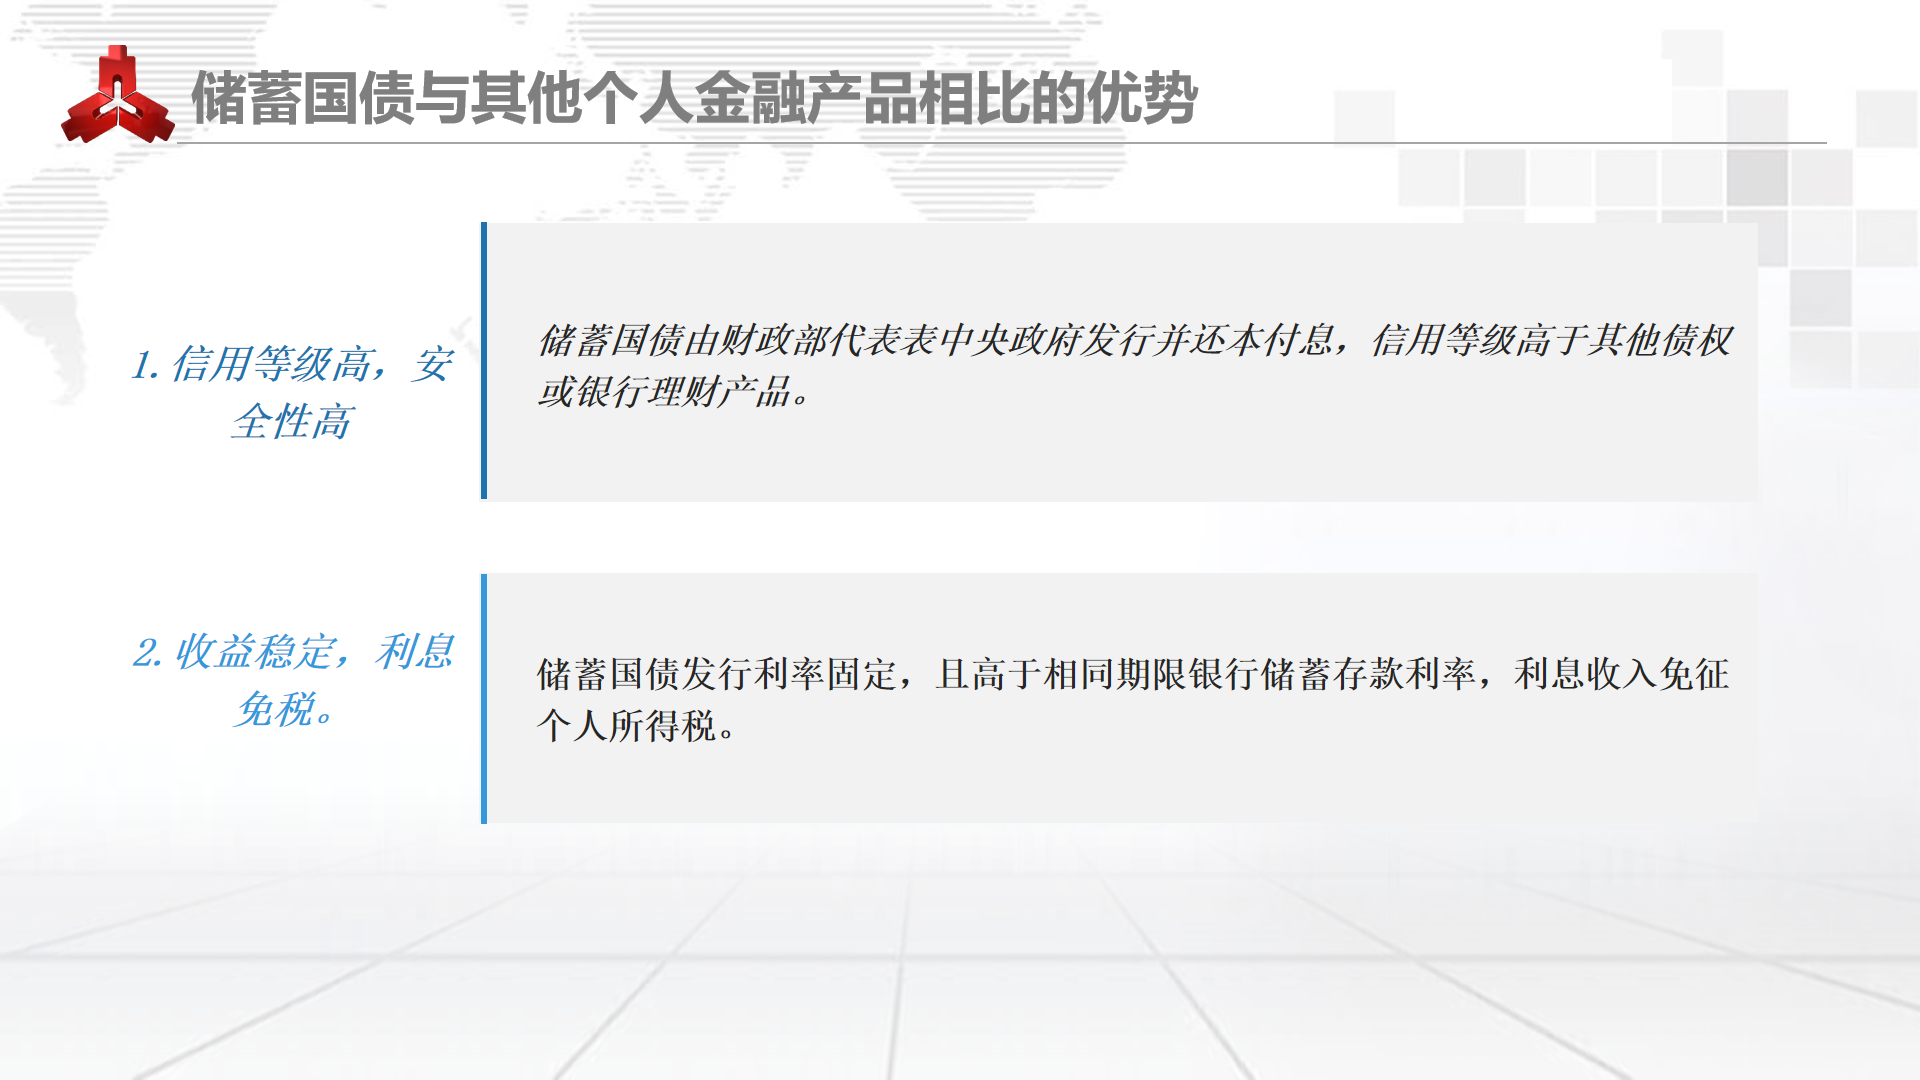 储蓄国债与其他个人金融产品相比的优势
1.信用等级高，安
全性高
储蓄国债由财政部代表表中央政府发行并还本付息，信用等级高于其他债权
或银行理财产品。
2.收益稳定，利息
免税。
储蓄国债发行利率固定，且高于相同期限银行储蓄存款利率，利息收入免征
个人所得税。